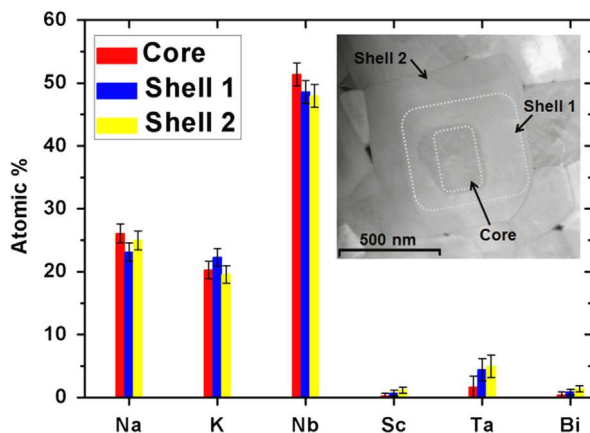 60
50
40
30
20
10
0
Atomic %
Core
Shell 1
Shell 2
Shell 2
Shell 1
Core
500 nm
Na K Nb Sc Ta Bi